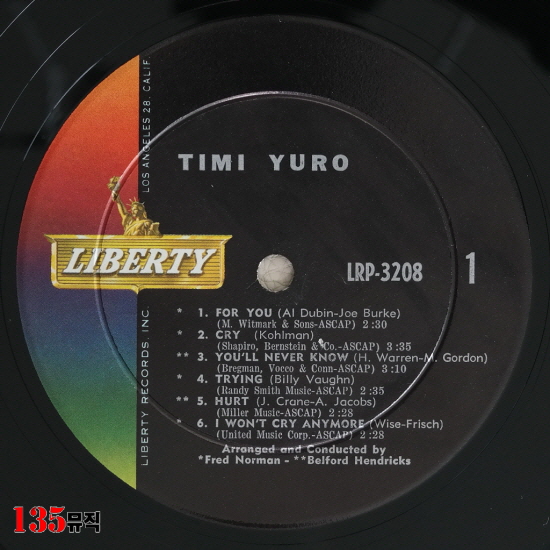 TIMI YURO
LOS ANGELES 28, CALIF.
LIBERTY
LIBERTY RECORDS, INC.
LRP-3208
1
* 1. FOR YOU (Al Dubin-Joe Burke)
(M. Witmark & Sons-ASCAP) 2:30
* 2. CRY (Kohlman)
(Shapiro, Bernstein & Co.-ASCAP) 3:35
** 3. YOU'LL NEVER KNOW (H. Warren-M. Gordon)
(Bregman, Vocco & Conn-ASCAP) 3:10
* 4. TRYING (Billy Vaughn)
(Randy Smith Music-ASCAP) 2:35
** 5. HURT (J. Crane-A. Jacobs)
(Miller Music-ASCAP) 2:28
* 6. I WON'T CRY ANYMORE (Wise-Frisch)
(United Music Corp.-ASCAP) 2:28
Arranged and Conducted by
*Fred Norman - **Belford Hendricks
135뮤직